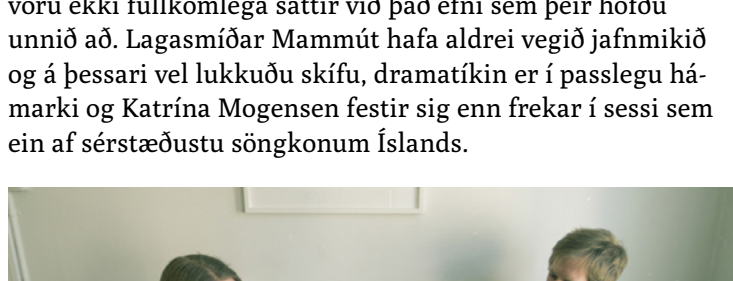 voru ekki fullkomlega sáttir við það efni sem þeir höfðu
unnið að. Lagasmíðar Mammút hafa aldrei vegið jafnmikið
og á þessari vel lukkuðu skífu, dramatíkin er í passlegu há-
marki og Katrína Mogensen festir sig enn frekar í sessi sem
ein af sérstæðustu söngkonum Íslands.